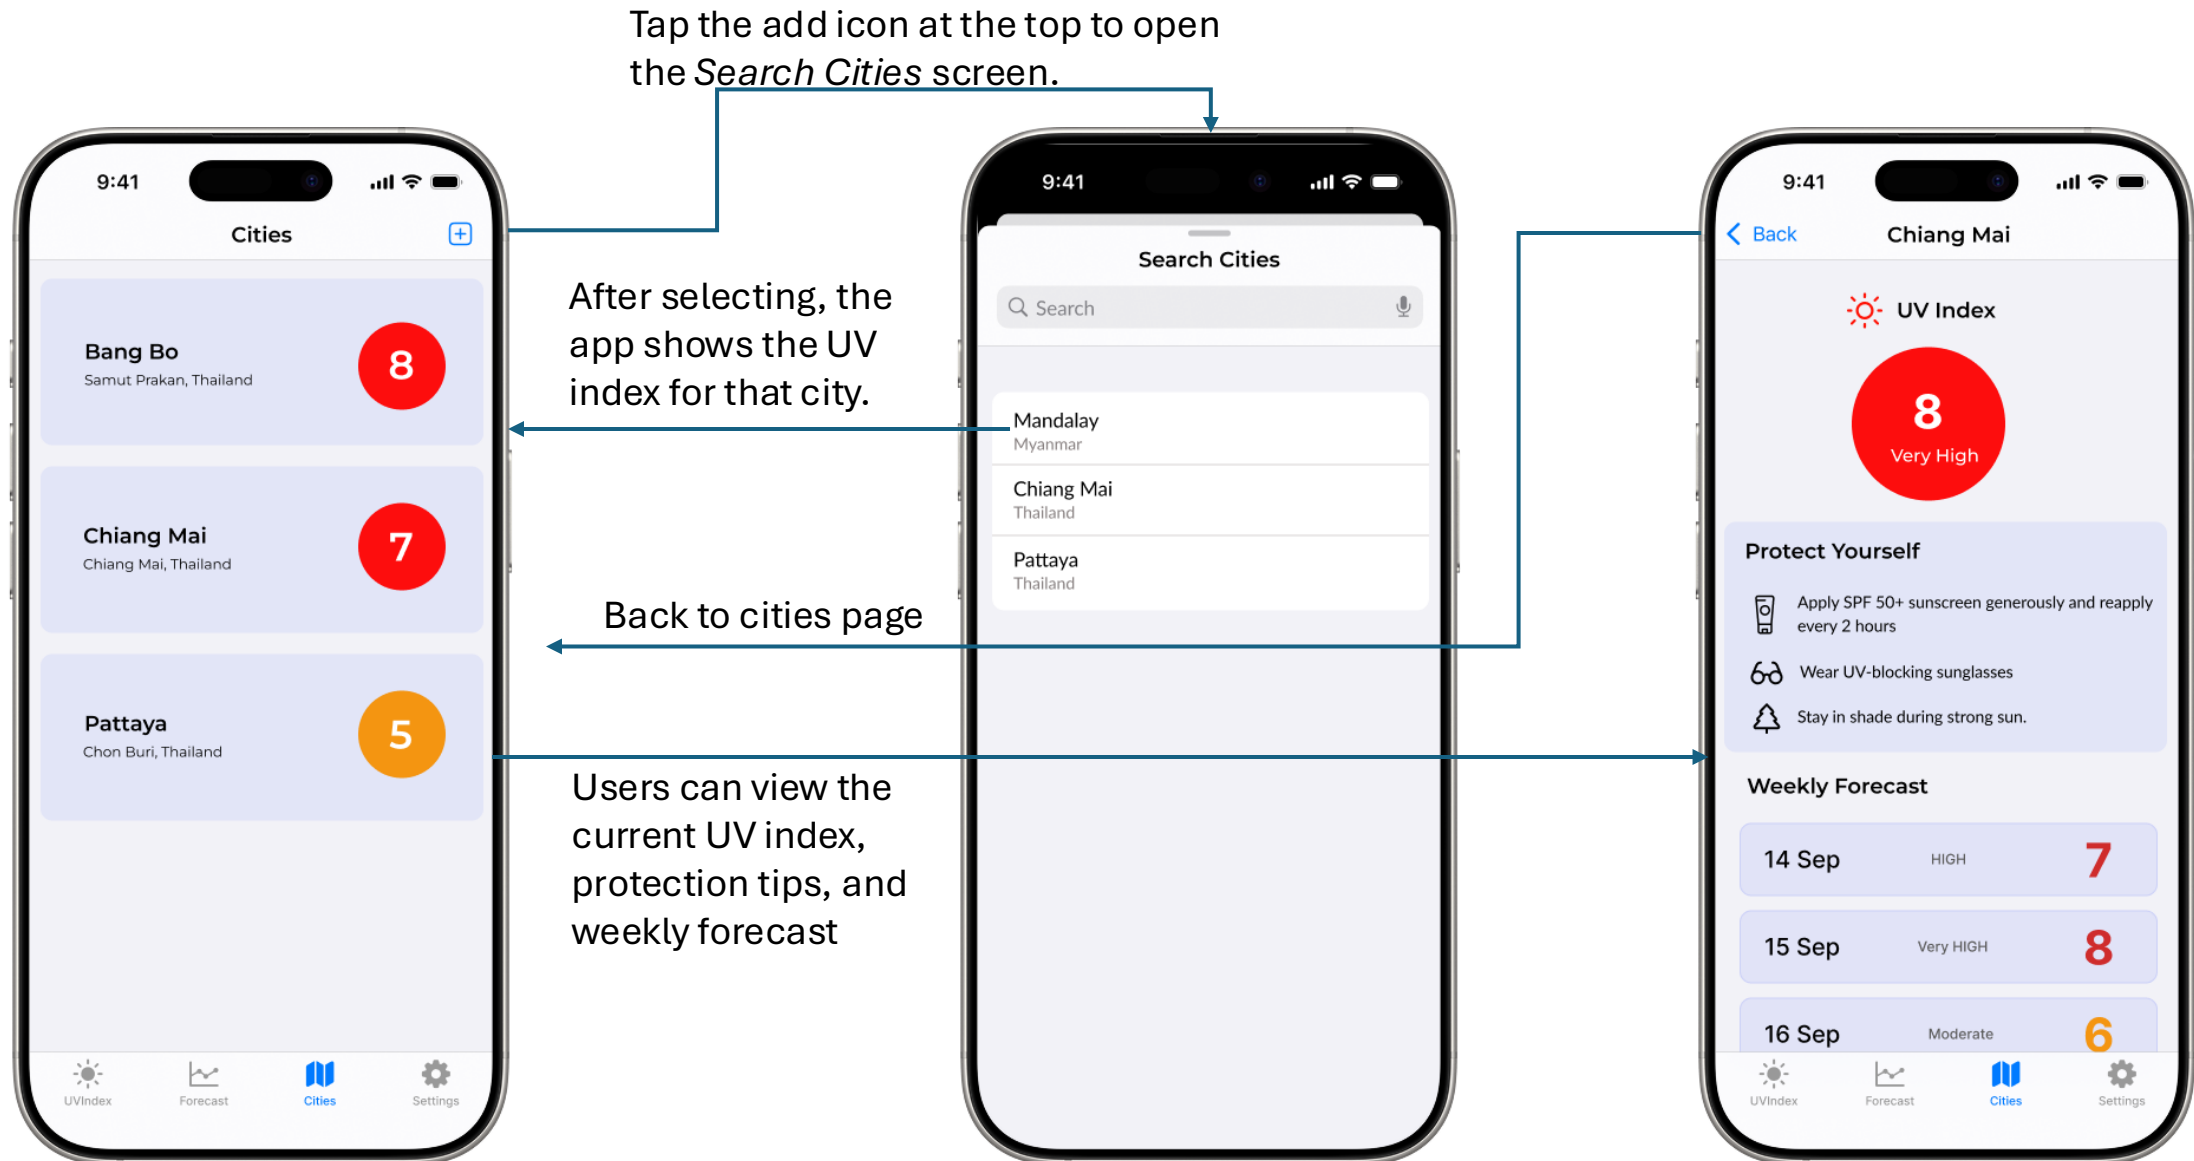 Tap the add icon at the top to open
the Search Cities screen.
9:41
Cities
Bang Bo
Samut Prakan, Thailand
8
Chiang Mai
Chiang Mai, Thailand
7
Pattaya
Chon Buri, Thailand
5
UVIndex
Forecast
Cities
Settings
After selecting, the
app shows the UV
index for that city.
Back to cities page
Users can view the
current UV index,
protection tips, and
weekly forecast
9:41
Search Cities
Search
Mandalay
Myanmar
Chiang Mai
Thailand
Pattaya
Thailand
9:41
Back
Chiang Mai
UV Index
8
Very High
Protect Yourself
Apply SPF 50+ sunscreen generously and reapply
every 2 hours
Wear UV-blocking sunglasses
Stay in shade during strong sun.
Weekly Forecast
14 Sep HIGH 7
15 Sep Very HIGH 8
16 Sep Moderate 6
UVIndex
Forecast
Cities
Settings